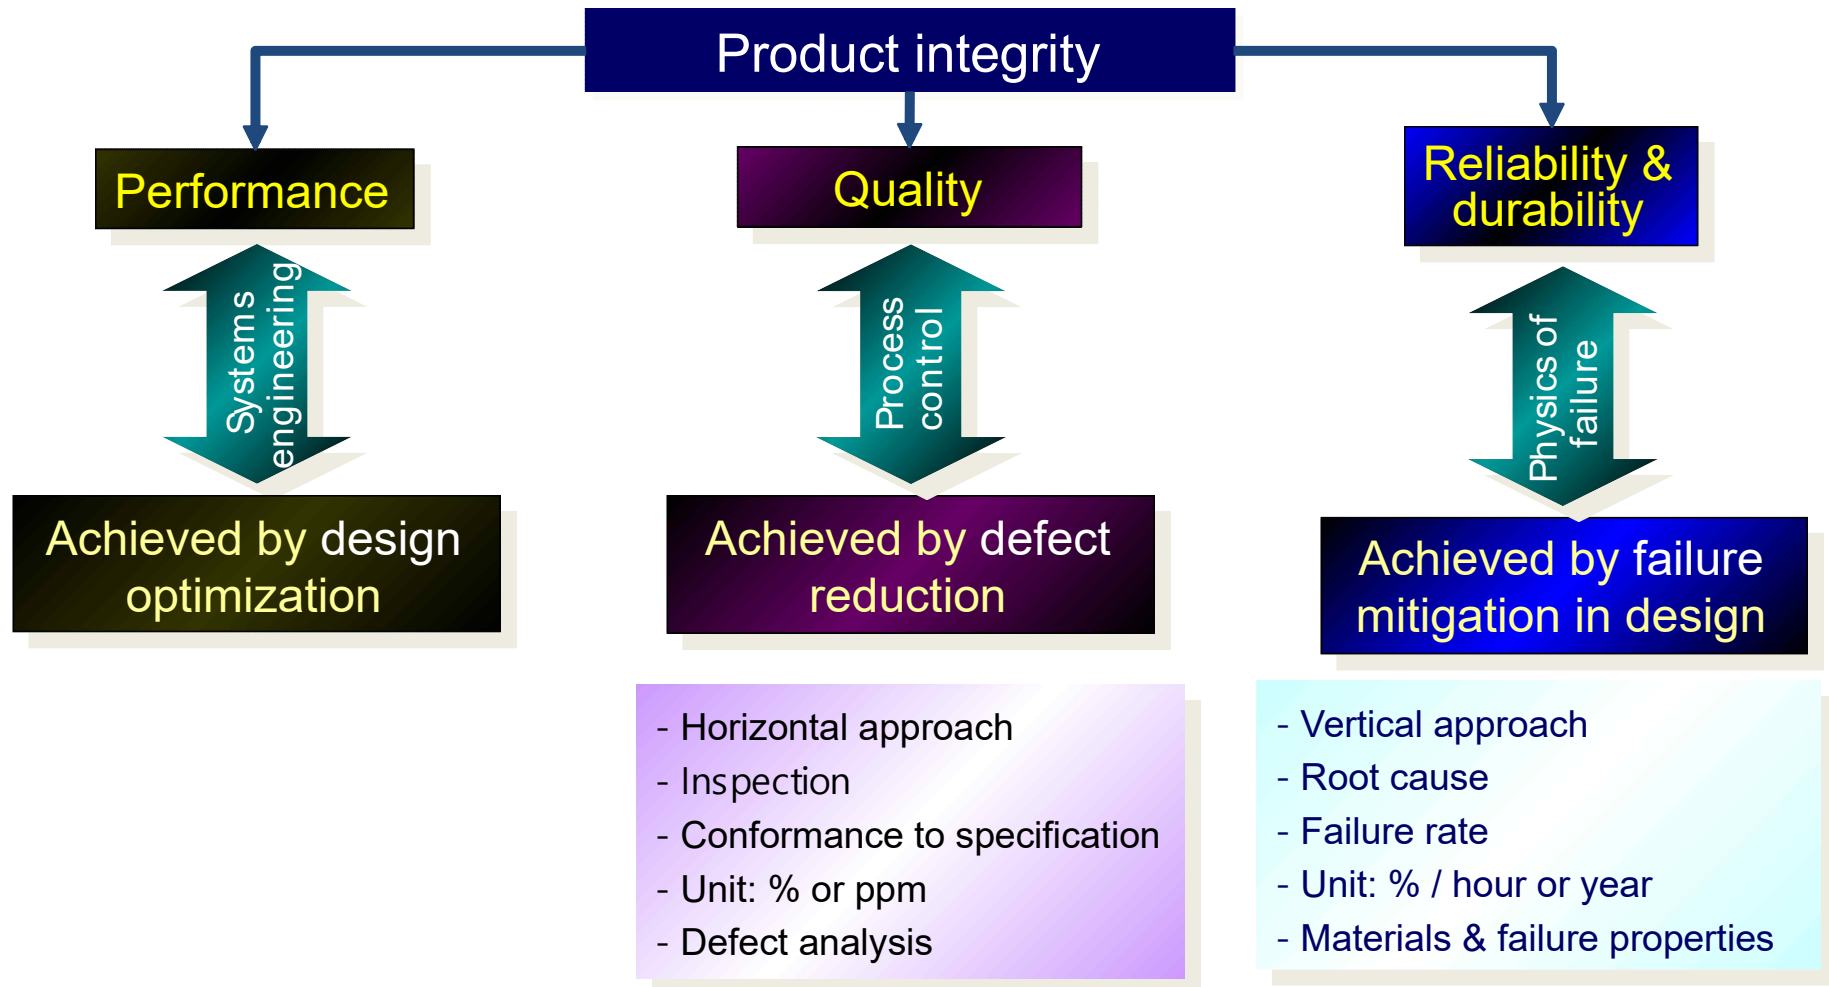 Product integrity
Performance
Quality
Reliability &
durability
Systems
engineering
Process
control
Physics of
failure
Achieved by design
optimization
Achieved by defect
reduction
Achieved by failure
mitigation in design
- Horizontal approach
- Inspection
- Conformance to specification
- Unit: % or ppm
- Defect analysis
- Vertical approach
- Root cause
- Failure rate
- Unit: % / hour or year
- Materials & failure properties